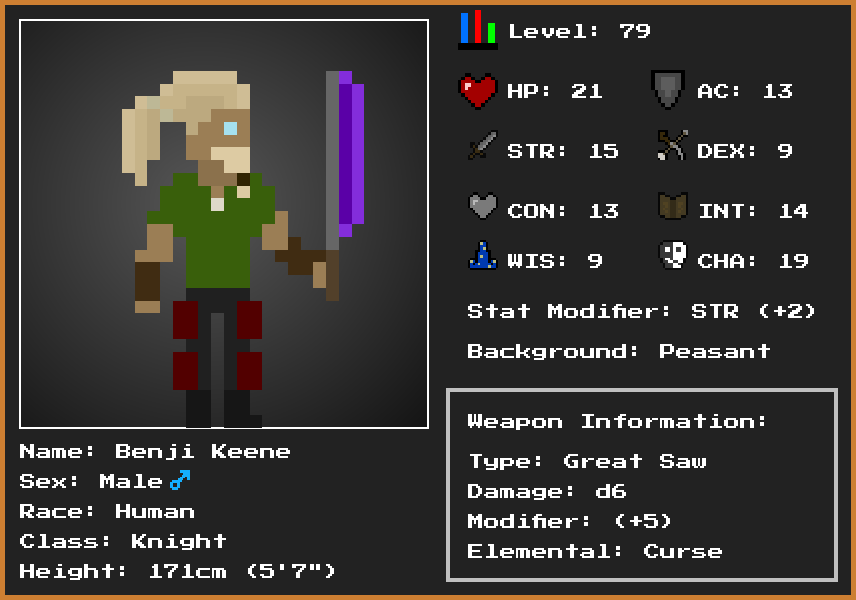 Level: 79
HP: 21 AC: 13
STR: 15 DEX: 9
CON: 13 INT: 14
WIS: 9 CHA: 19
Stat Modifier: STR (+2)
Background: Peasant
Weapon Information:
Type: Great Saw
Damage: d6
Modifier: (+5)
Elemental: Curse
Name: Benji Keene
Sex: Male ♂
Race: Human
Class: Knight
Height: 171cm (5'7")